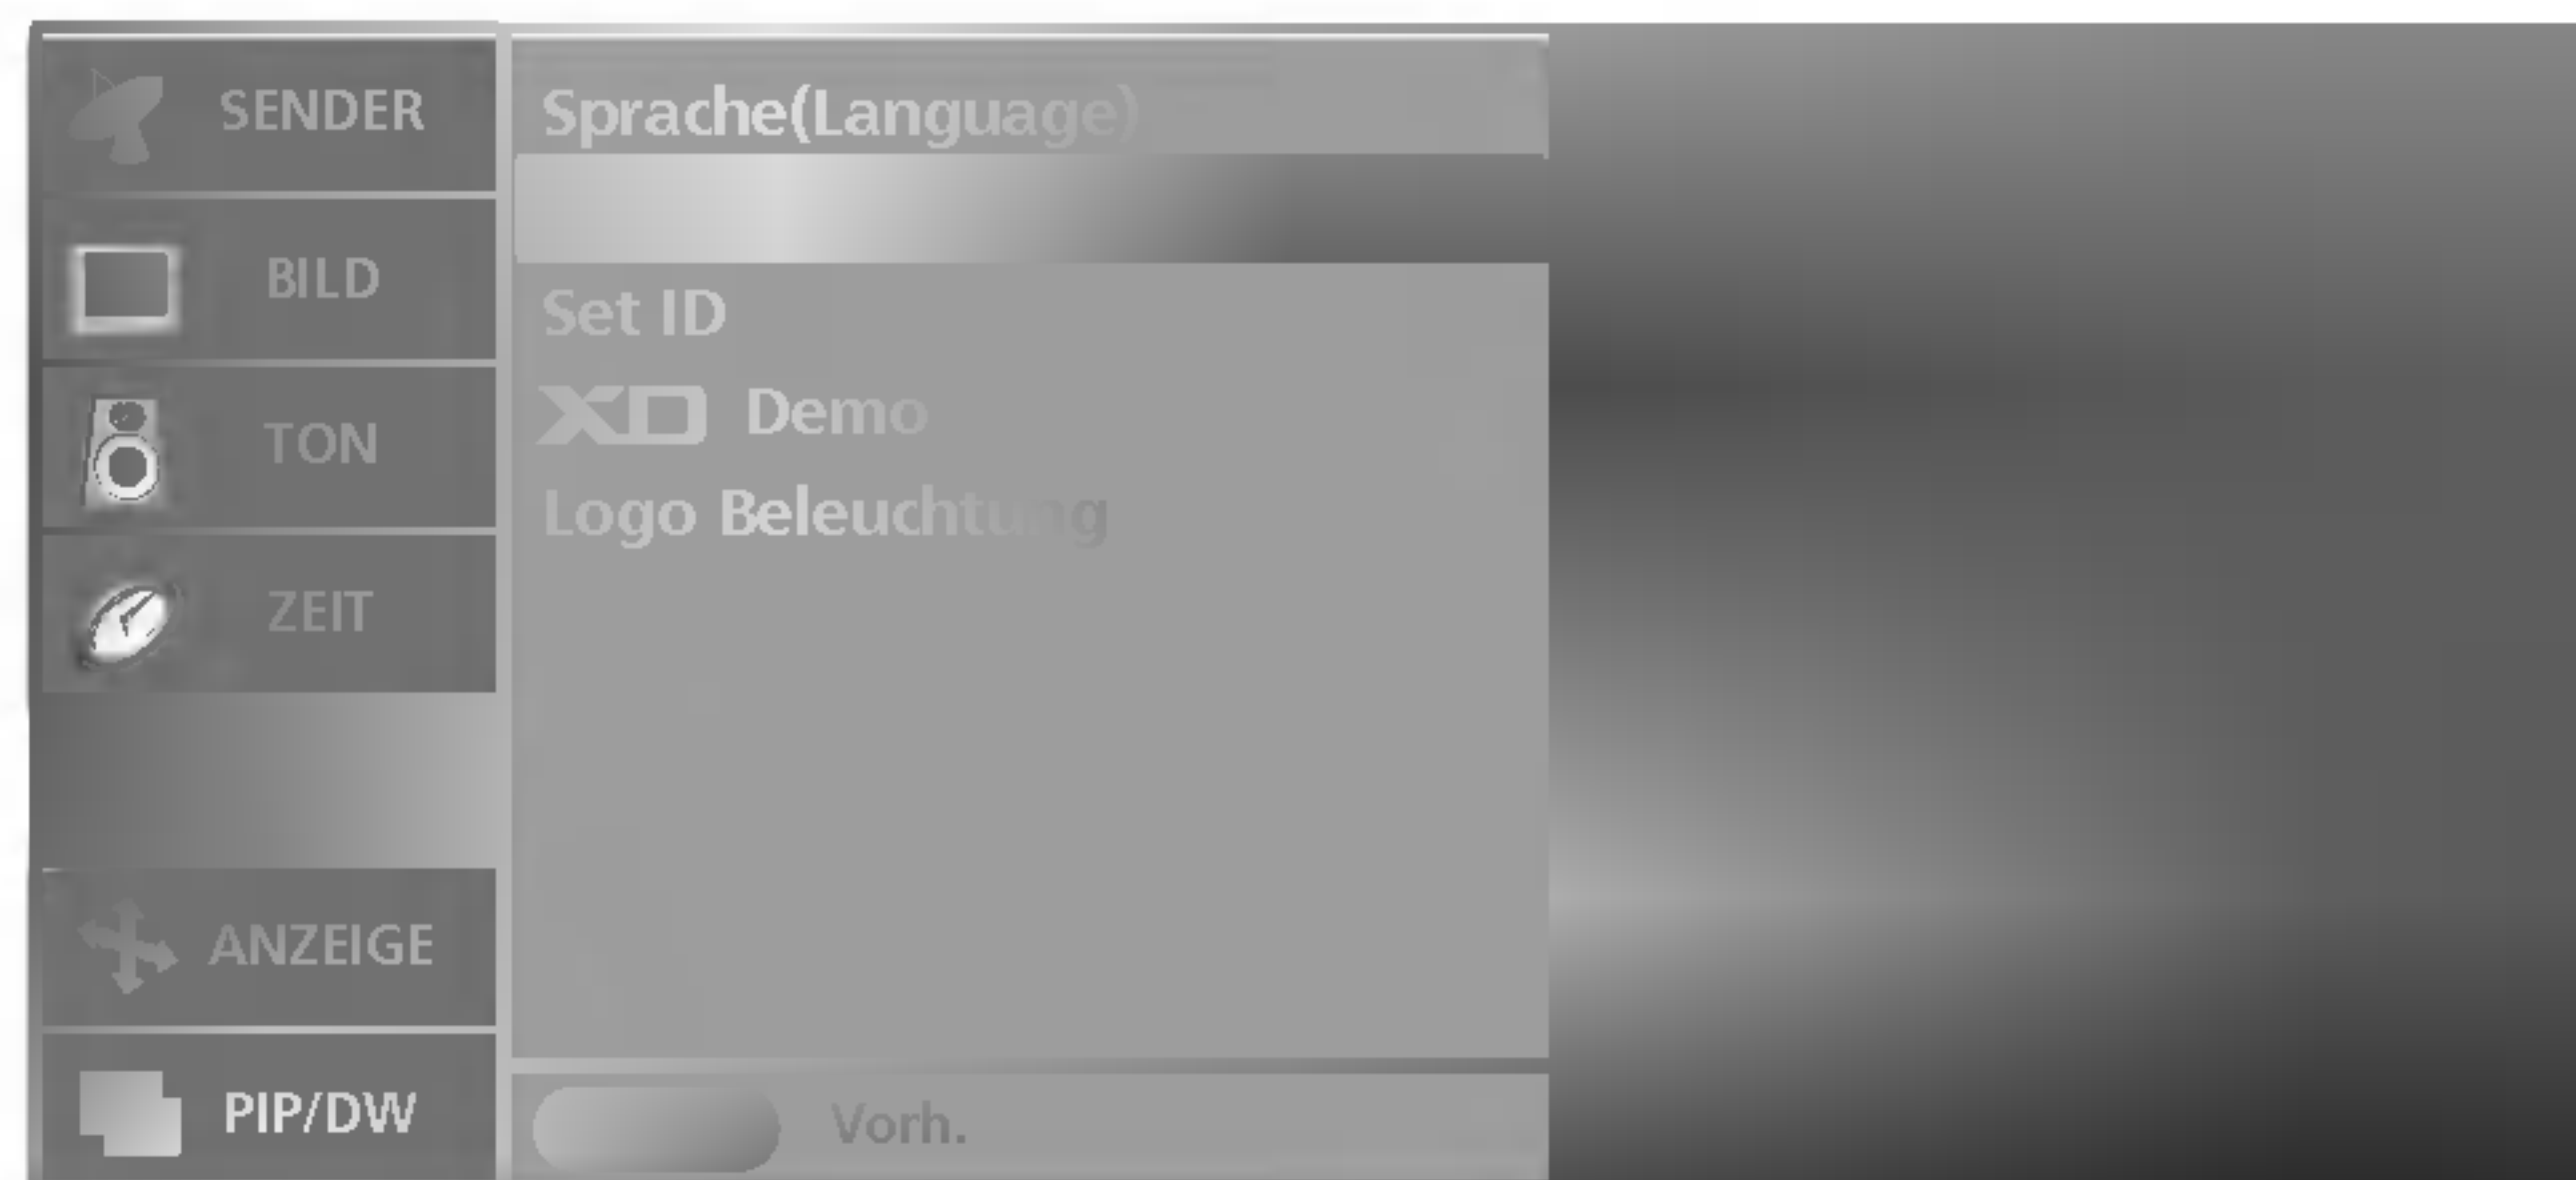 SENDER
BILD
TON
ZEIT
ANZEIGE
PIP/DW
Sprache(Language)
Set ID
XD Demo
Logo Beleuchtung
Vorh.